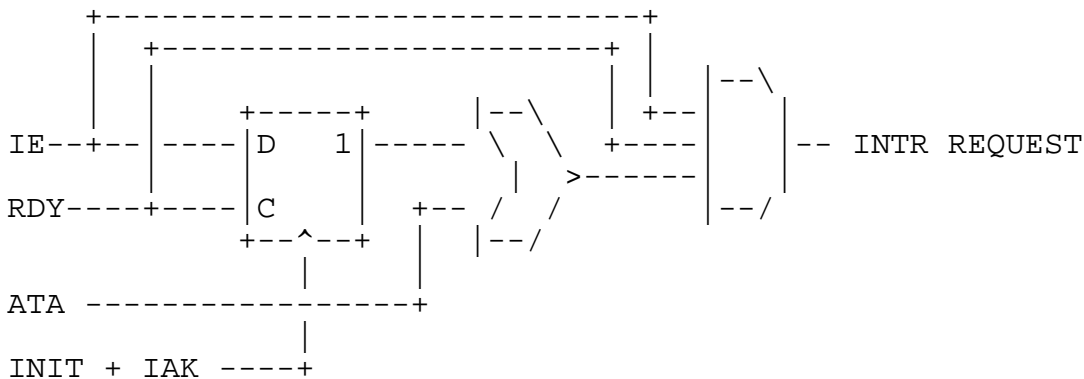 IE D 1 INTR REQUEST
RDY C
ATA
INIT + IAK